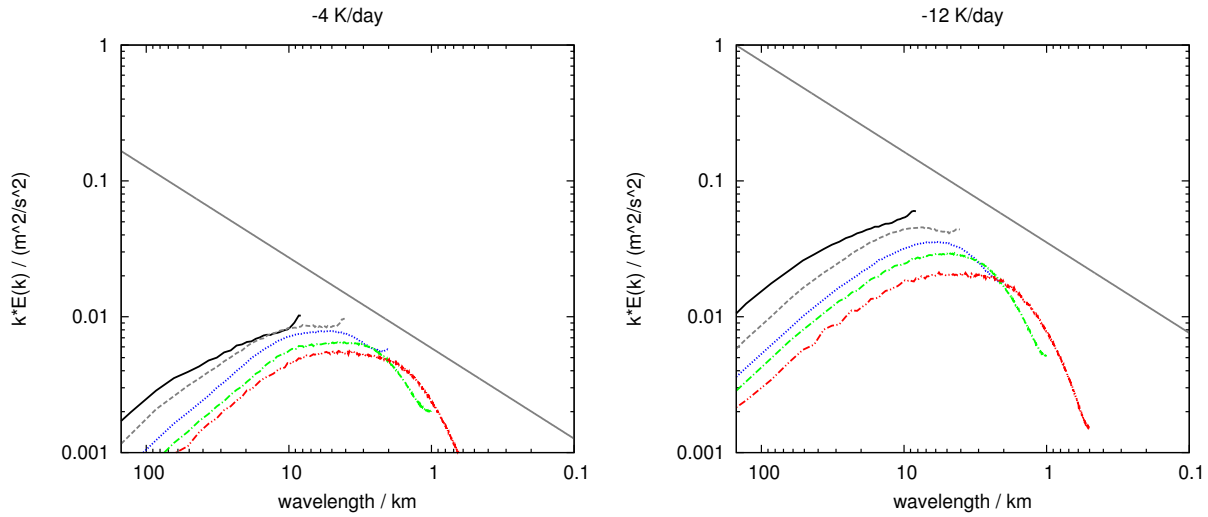 -4 K/day
1
0.1
0.01
0.001
k*E(k) / (m^2/s^2)
100
10
1
0.1
wavelength / km
-12 K/day
1
0.1
0.01
0.001
k*E(k) / (m^2/s^2)
100
10
1
0.1
wavelength / km